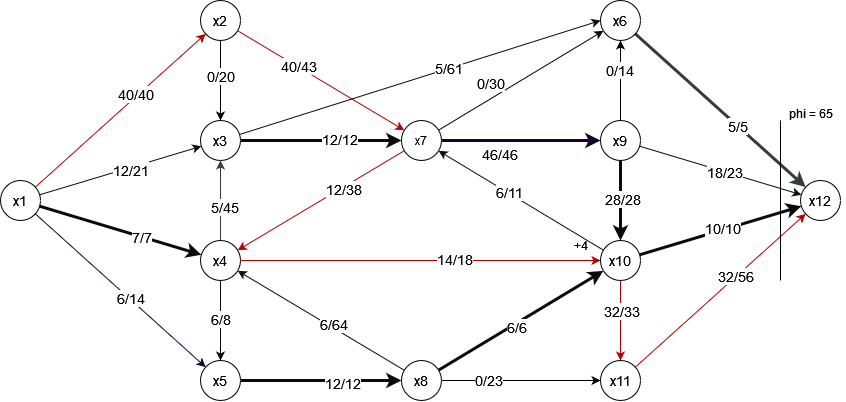 x2
x6
40/43
5/61
0/20
0/30
0/14
40/40
phi = 65
5/5
x3
12/12
x7
46/46
x9
12/21
18/23
12/38
x1
5/45
6/11
28/28
x12
7/7
10/10
+4
x4
14/18
x10
6/14
32/56
6/8
6/64
6/6
32/33
x5
12/12
x8
0/23
x11